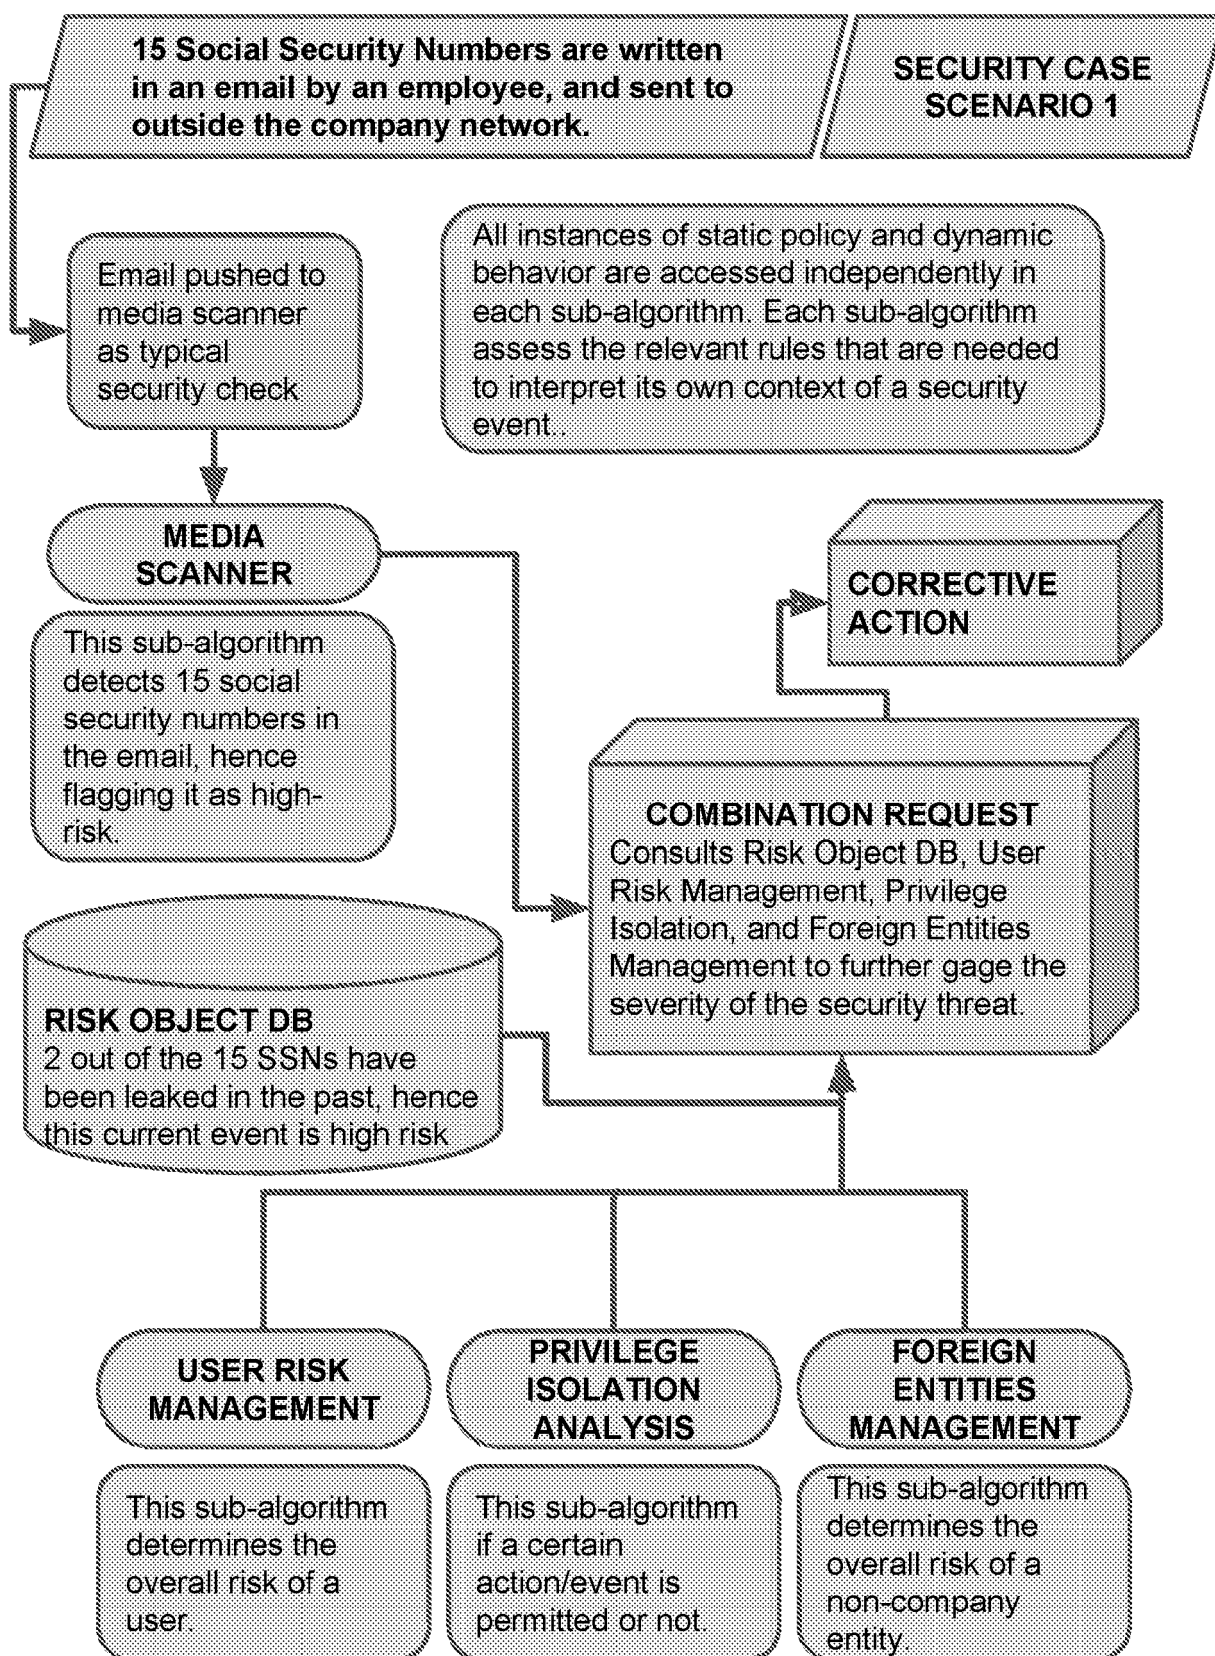 15 Social Security Numbers are written
in an email by an employee, and sent to
outside the company network.
SECURITY CASE
SCENARIO 1
Email pushed to
media scanner
as typical
security check
All instances of static policy and dynamic
behavior are accessed independently in
each sub-algorithm. Each sub-algorithm
assess the relevant rules that are needed
to interpret its own context of a security
event..
MEDIA
SCANNER
This sub-algorithm
detects 15 social
security numbers in
the email, hence
flagging it as high-
risk.
CORRECTIVE
ACTION
COMBINATION REQUEST
Consults Risk Object DB, User
Risk Management, Privilege
Isolation, and Foreign Entities
Management to further gage the
severity of the security threat.
RISK OBJECT DB
2 out of the 15 SSNs have
been leaked in the past, hence
this current event is high risk
USER RISK
MANAGEMENT
This sub-algorithm
determines the
overall risk of a
user.
PRIVILEGE
ISOLATION
ANALYSIS
This sub-algorithm
if a certain
action/event is
permitted or not.
FOREIGN
ENTITIES
MANAGEMENT
This sub-algorithm
determines the
overall risk of a
non-company
entity.